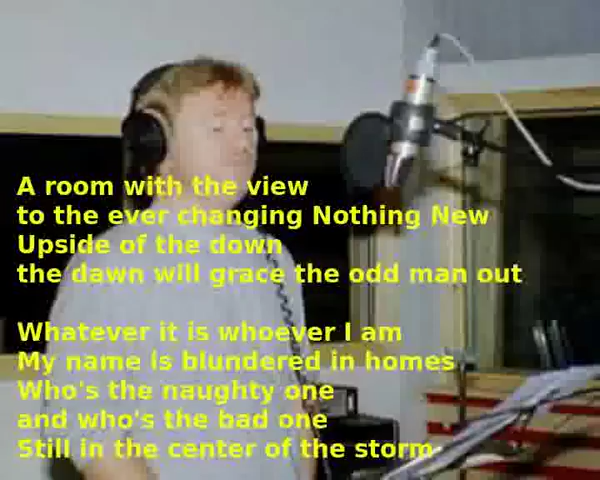 A room with the view
to the ever changing Nothing New
Upside of the down
the dawn will grace the odd man out
Whatever it is whoever I am
My name is blundered in homes
Who's the naughty one
and who's the bad one
Still in the center of the storm